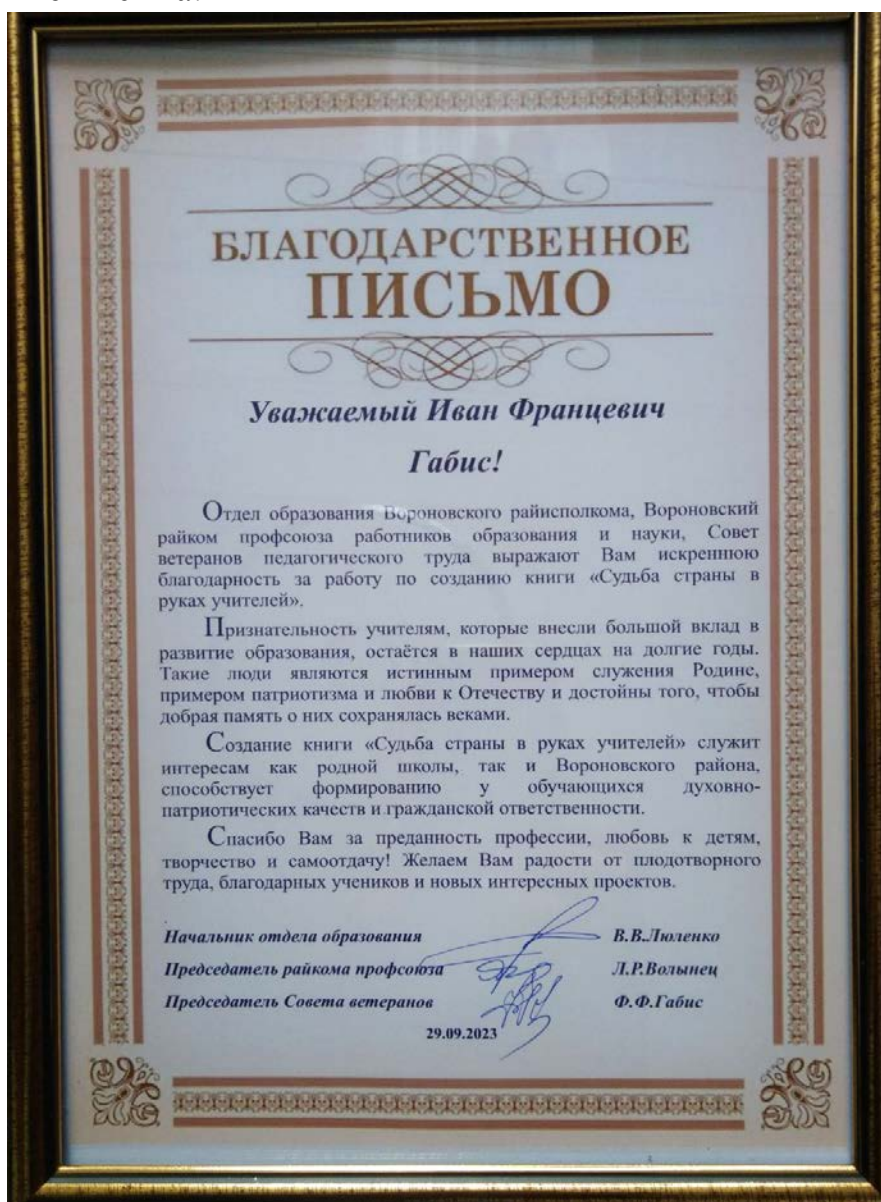 БЛАГОДАРСТВЕННОЕ
ПИСЬМО
Уважаемый Иван Францевич
Габис!
Отдел образования Вороновского райисполкома, Вороновский
райком профсоюза работников образования и науки, Совет
ветеранов педагогического труда выражают Вам искреннюю
благодарность за работу по созданию книги «Судьба страны в
руках учителей».
Признательность учителям, которые внесли большой вклад в
развитие образования, остаётся в наших сердцах на долгие годы.
Такие люди являются истинным примером служения Родине,
примером патриотизма и любви к Отечеству и достойны того, чтобы
добрая память о них сохранялась веками.
Создание книги «Судьба страны в руках учителей» служит
интересам как родной школы, так и Вороновского района,
способствует формированию у обучающихся духовно-
патриотических качеств и гражданской ответственности.
Спасибо Вам за преданность профессии, любовь к детям,
творчество и самоотдачу! Желаем Вам радости от плодотворного
труда, благодарных учеников и новых интересных проектов.
Начальник отдела образования В.В.Люленко
Председатель райкома профсоюза Л.Р.Волынец
Председатель Совета ветеранов Ф.Ф.Габис
29.09.2023